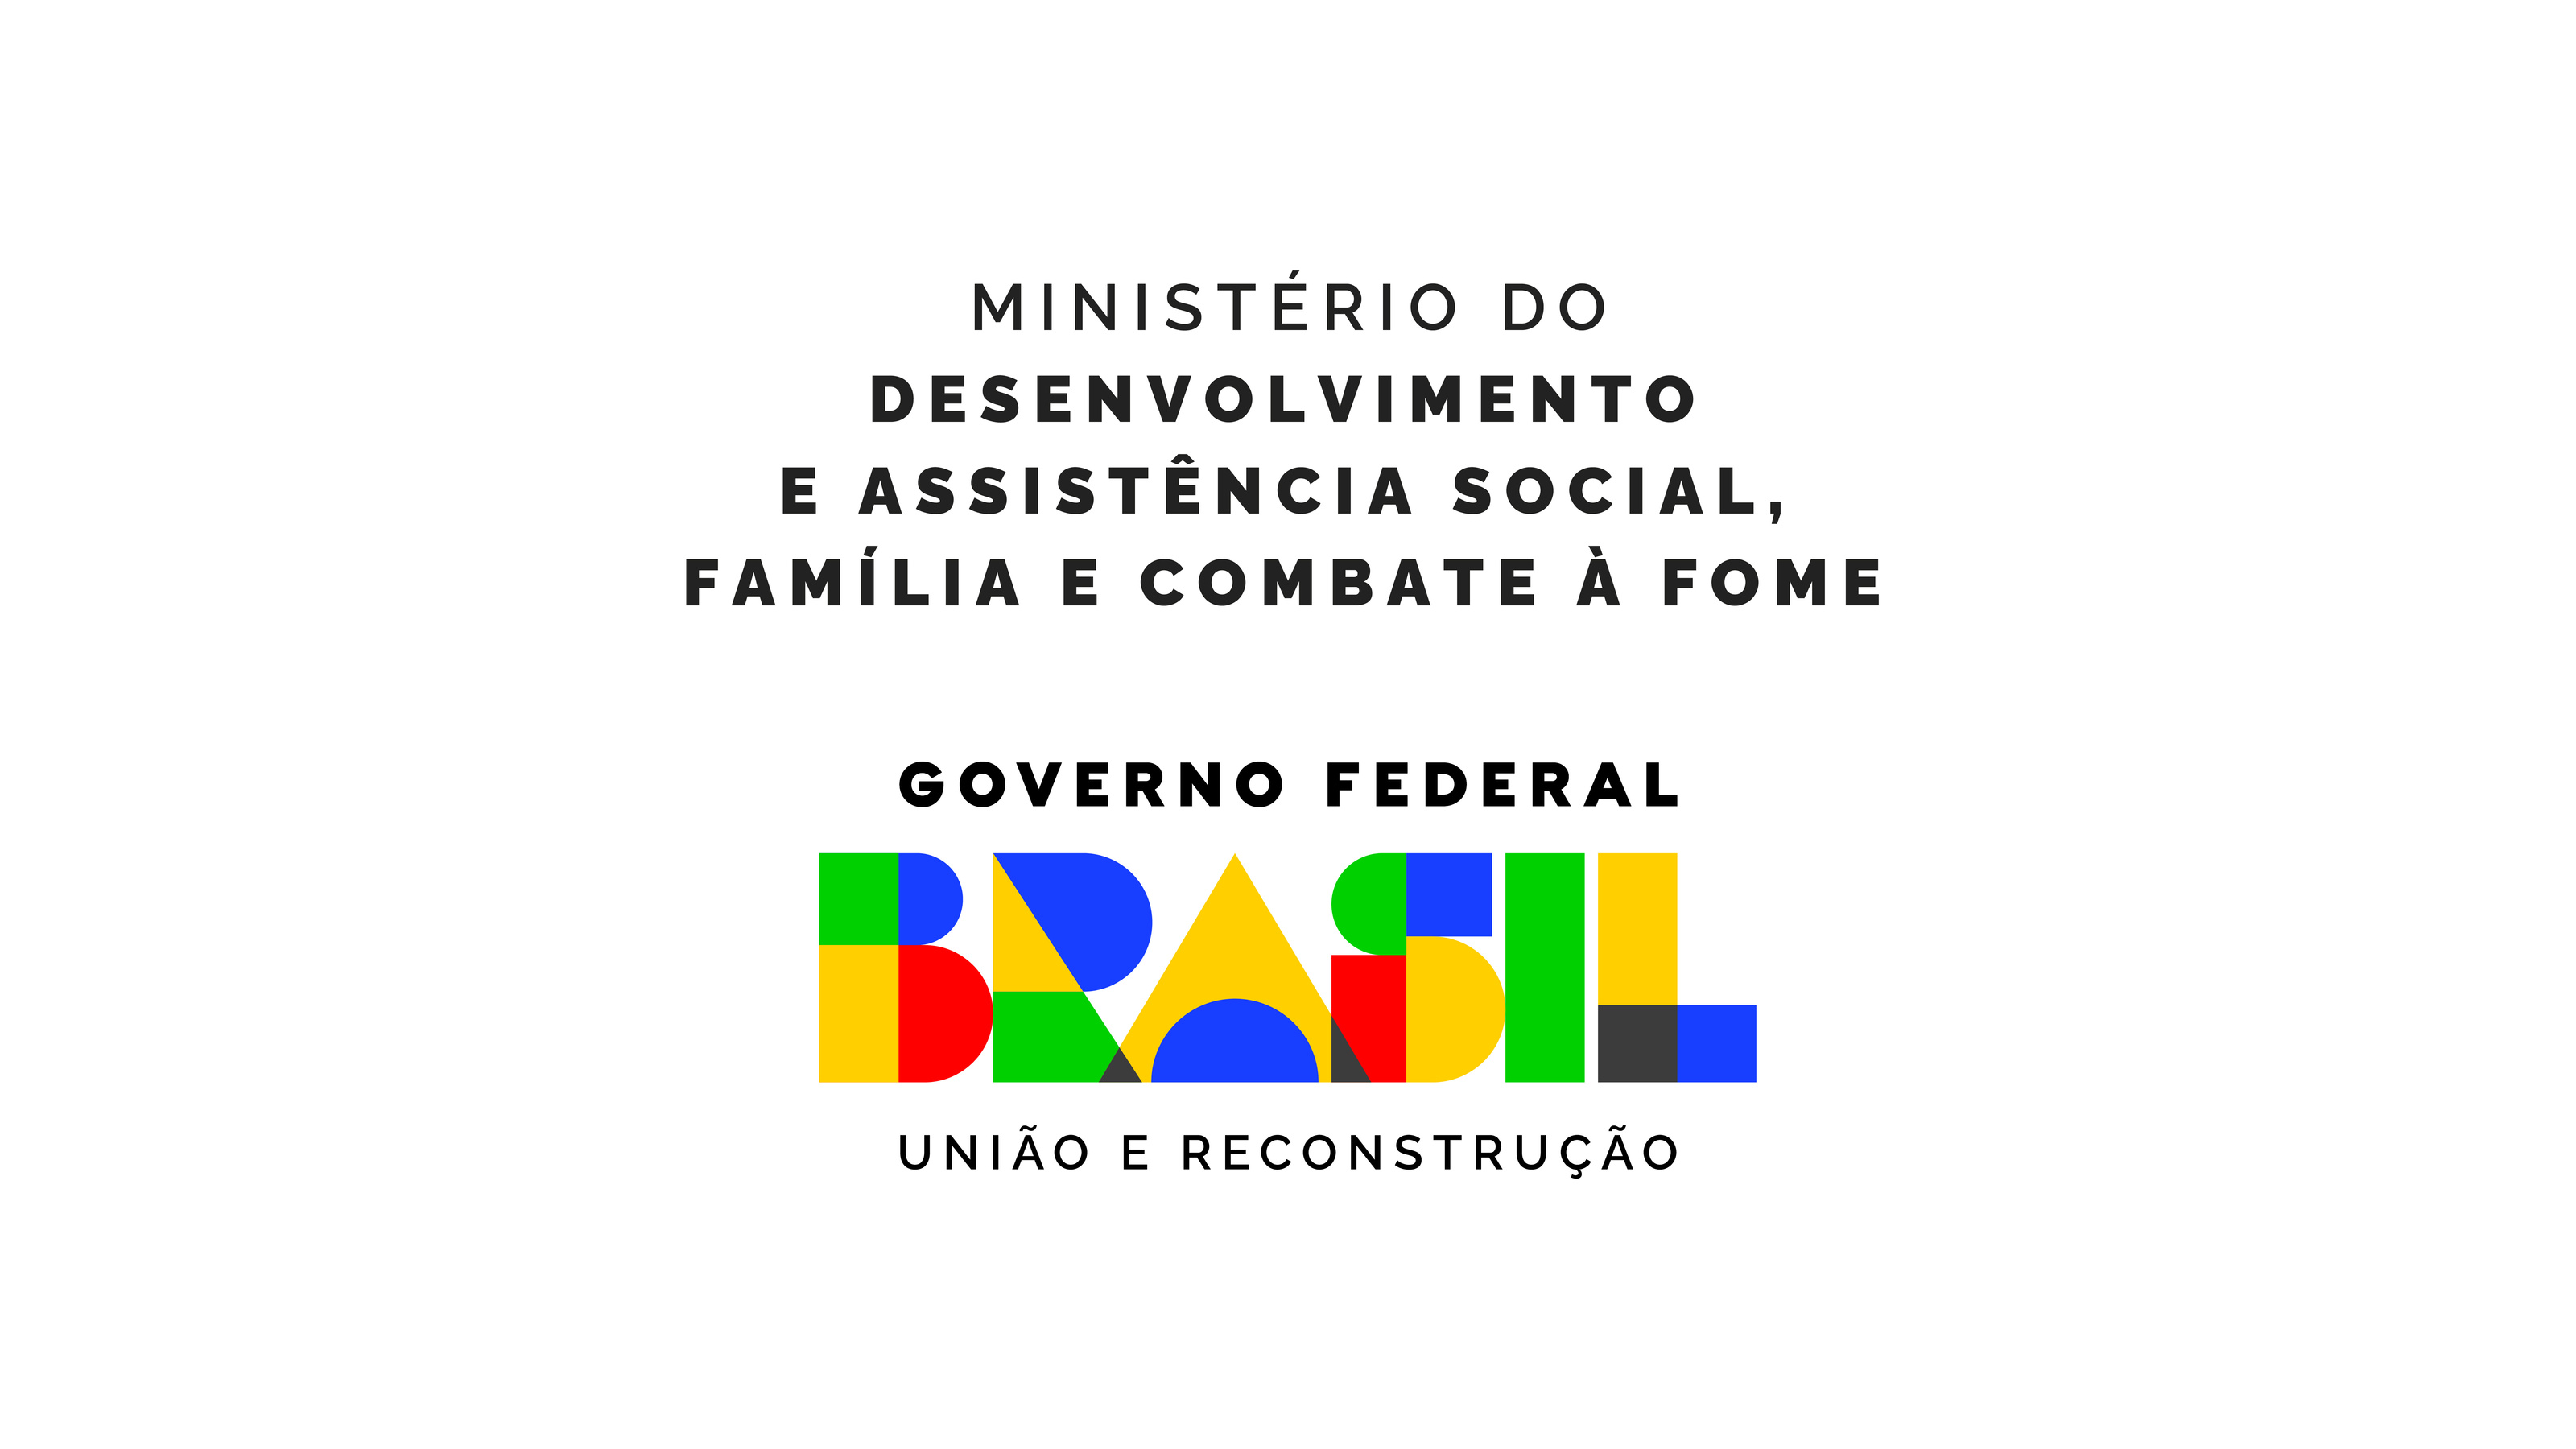 MINISTÉRIO DO
DESENVOLVIMENTO
E ASSISTÊNCIA SOCIAL,
FAMÍLIA E COMBATE À FOME
GOVERNO FEDERAL
BRASIL
UNIÃO E RECONSTRUÇÃO